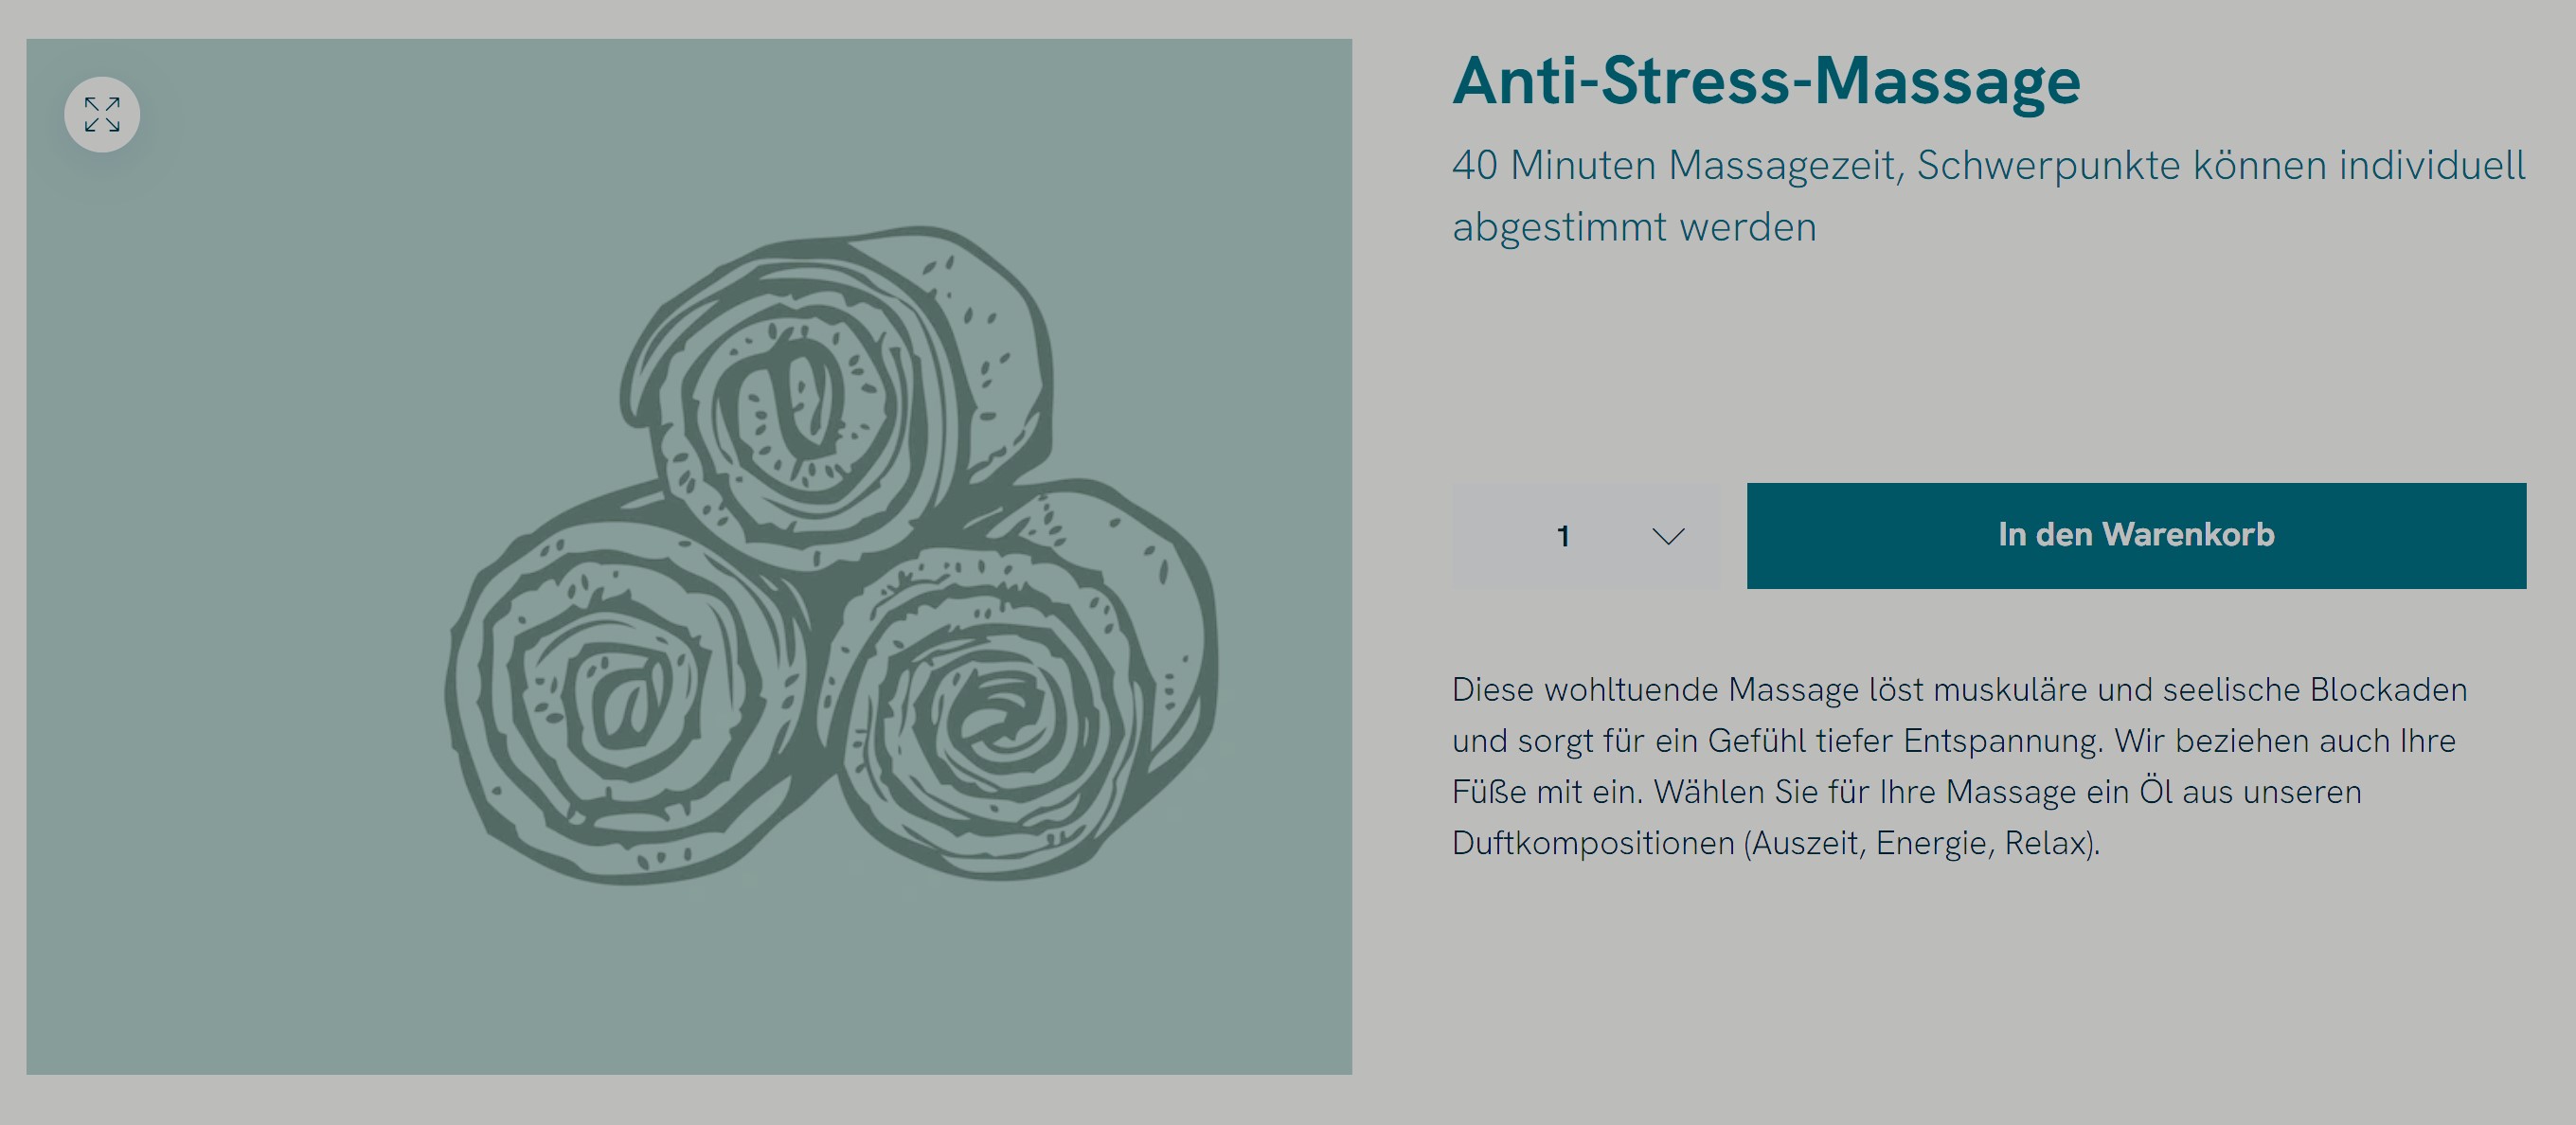 Anti-Stress-Massage
40 Minuten Massagezeit, Schwerpunkte können individuell
abgestimmt werden
1
In den Warenkorb
Diese wohltuende Massage löst muskuläre und seelische Blockaden
und sorgt für ein Gefühl tiefer Entspannung. Wir beziehen auch Ihre
Füße mit ein. Wählen Sie für Ihre Massage ein Öl aus unseren
Duftkompositionen (Auszeit, Energie, Relax).